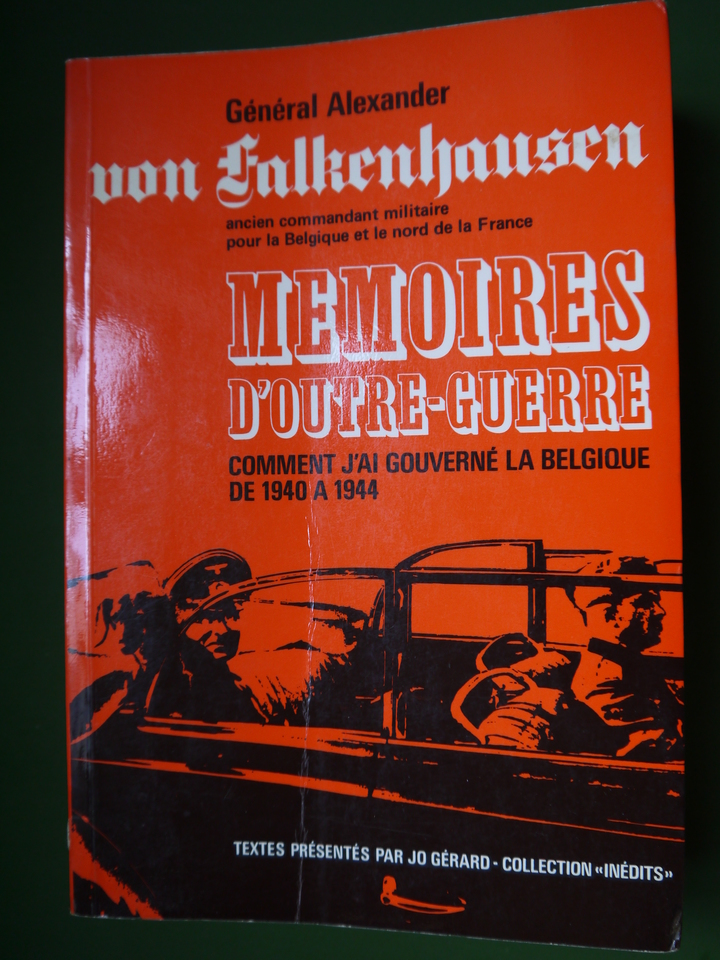 Général Alexander
von Falkenhausen
ancien commandant militaire
pour la Belgique et le nord de la France
MEMOIRES
D'OUTRE-GUERRE
COMMENT J'AI GOUVERNÉ LA BELGIQUE
DE 1940 A 1944
TEXTES PRÉSENTÉS PAR JO GÉRARD - COLLECTION «INÉDITS»